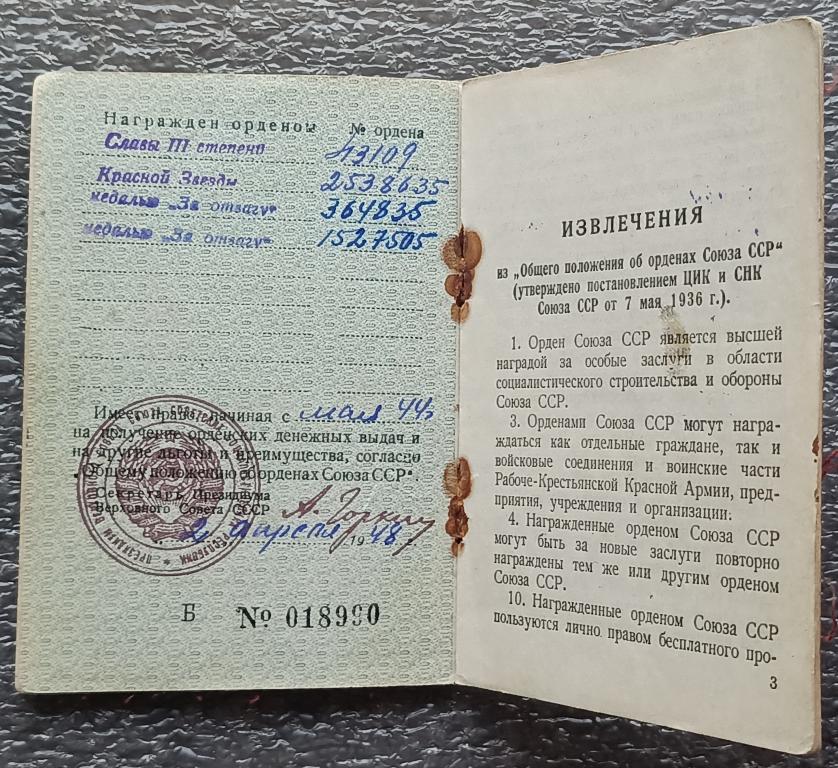 Награжден орденом № ордена
Славы III степени 43109
Красной Звезды 2538635
медалью „За отвагу“ 364835
медалью „За отвагу“ 1527505
Имеет право, начиная с мая 44г
на получение орденских денежных выдач и
на другие льготы и преимущества, согласно
„Общему положению о орденах Союза ССР“.
Секретарь Президиума
Верховного Совета СССР А. Горкин
2 апреля 1948 г.
Б № 018990
ИЗВЛЕЧЕНИЯ
из „Общего положения об орденах Союза ССР“
(утверждено постановлением ЦИК и СНК
Союза ССР от 7 мая 1936 г.).
1. Орден Союза ССР является высшей
наградой за особые заслуги в области
социалистического строительства и обороны
Союза ССР.
3. Орденами Союза ССР могут награ-
ждаться как отдельные граждане, так и
войсковые соединения и воинские части
Рабоче-Крестьянской Красной Армии, пред-
приятия, учреждения и организации.
4. Награжденные орденом Союза ССР
могут быть за новые заслуги повторно
награждены тем же или другим орденом
Союза ССР.
10. Награжденные орденом Союза ССР
пользуются лично правом бесплатного про-
3